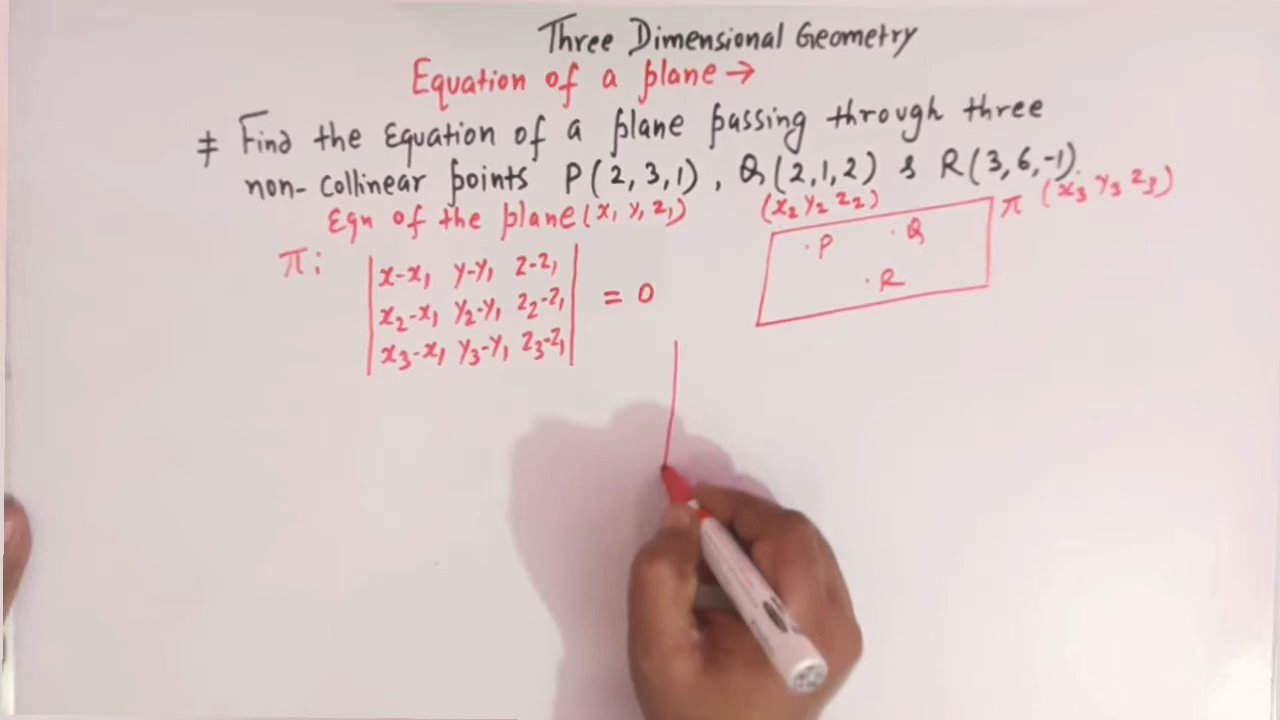 Three Dimensional Geometry
Equation of a plane →
# Find the Equation of a plane passing through three
non-collinear points P(2,3,1), Q(2,1,2) & R(3,6,-1).
Eqn of the plane (x₁ y₁ z₁) (x₂ y₂ z₂) π (x₃ y₃ z₃)
π: | x-x₁ y-y₁ z-z₁ |
| x₂-x₁ y₂-y₁ z₂-z₁ | = 0
| x₃-x₁ y₃-y₁ z₃-z₁ |
.P .Q
.R